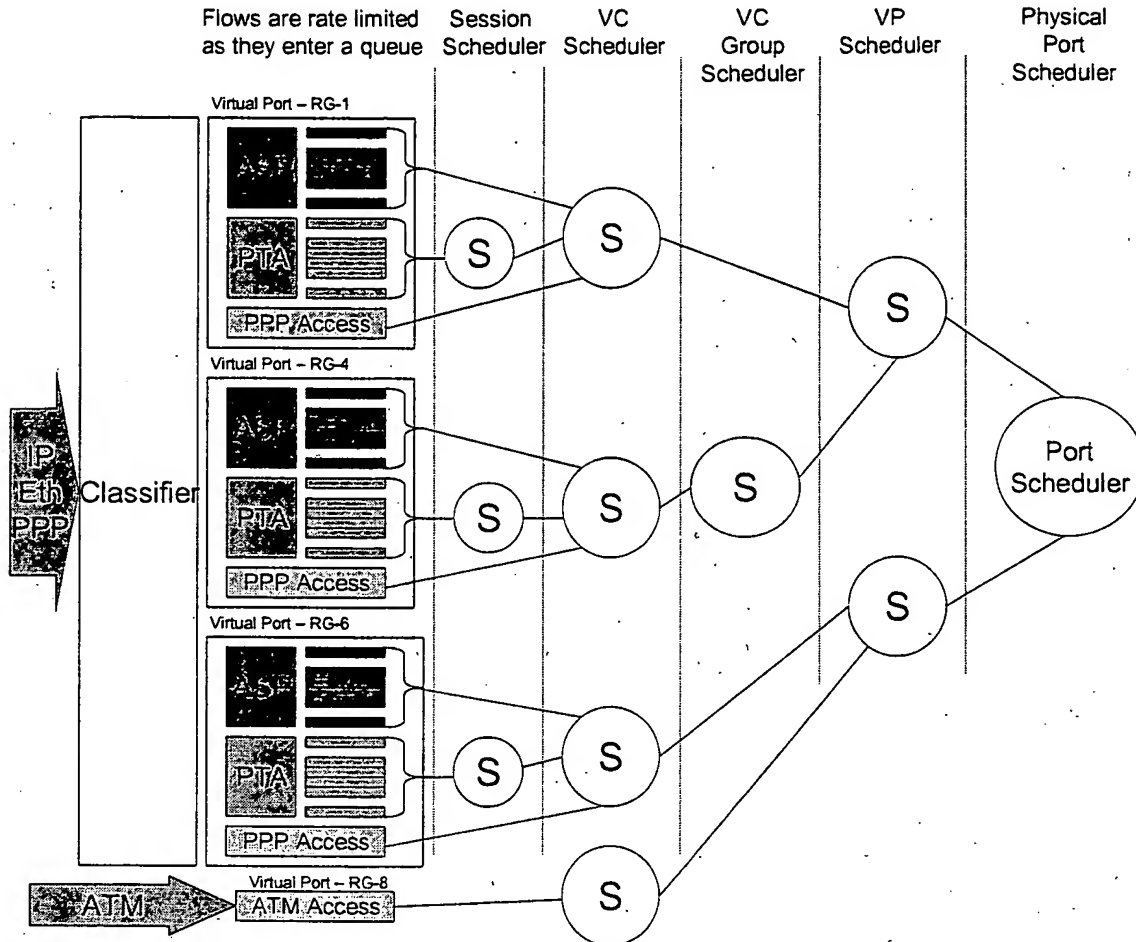 Flows are rate limited
as they enter a queue
Session
Scheduler
VC
Scheduler
VC
Group
Scheduler
VP
Scheduler
Physical
Port
Scheduler
Virtual Port – RG-1
ASP
PTA
PPP Access
S
S
S
Virtual Port – RG-4
ASP
PTA
PPP Access
S
S
S
IP
Eth
PPP
Classifier
Port
Scheduler
Virtual Port – RG-6
ASP
PTA
PPP Access
S
S
S
Virtual Port – RG-8
ATM
ATM Access
S